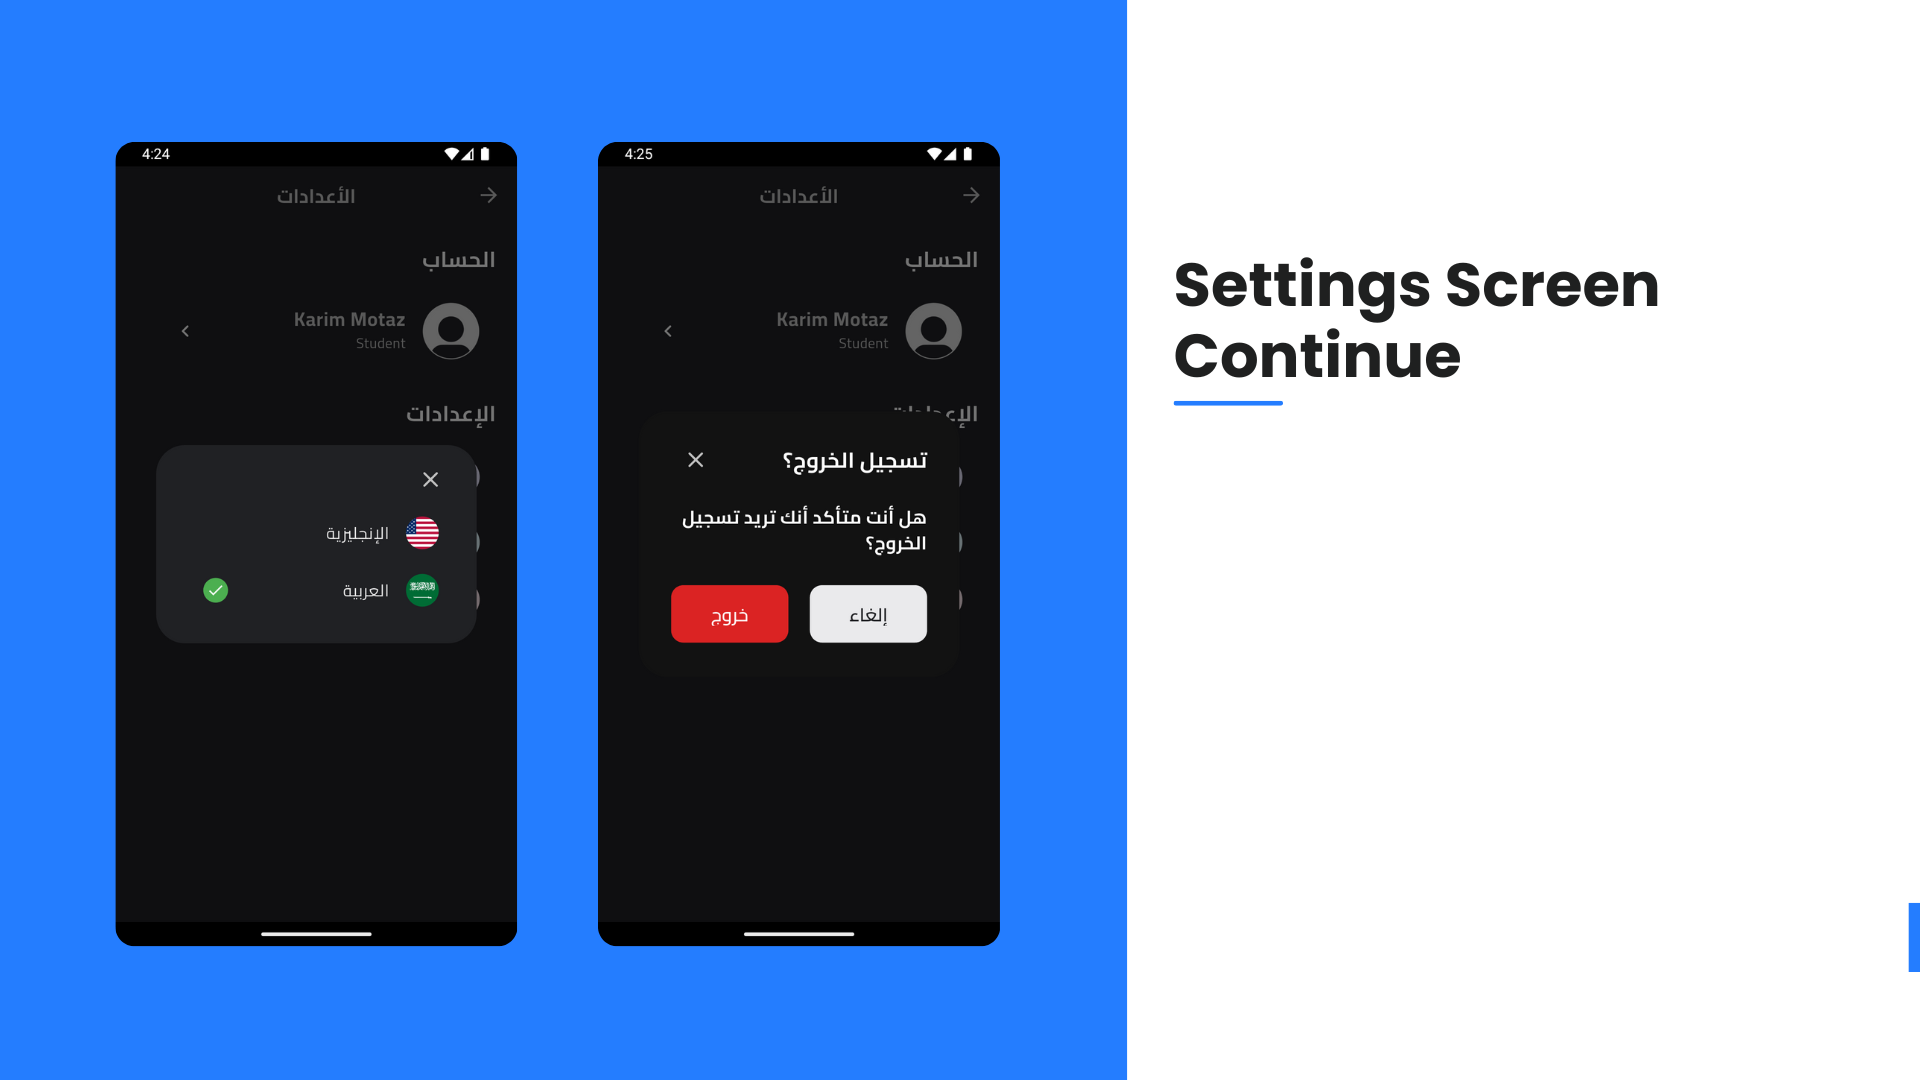 4:24
الأعدادات
الحساب
Karim Motaz
Student
الإعدادات
الإنجليزية
العربية
4:25
الأعدادات
الحساب
Karim Motaz
Student
الإعدادات
تسجيل الخروج؟
هل أنت متأكد أنك تريد تسجيل
الخروج؟
إلغاء
خروج
Settings Screen
Continue